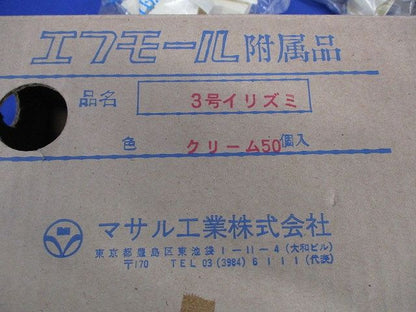 エフモール附属品
品名 3号イリズミ
色 クリーム50個入
マサル工業株式会社
東京都豊島区東池袋1-11-4(大和ビル)
〒170 TEL 03(3984)6111(代表)